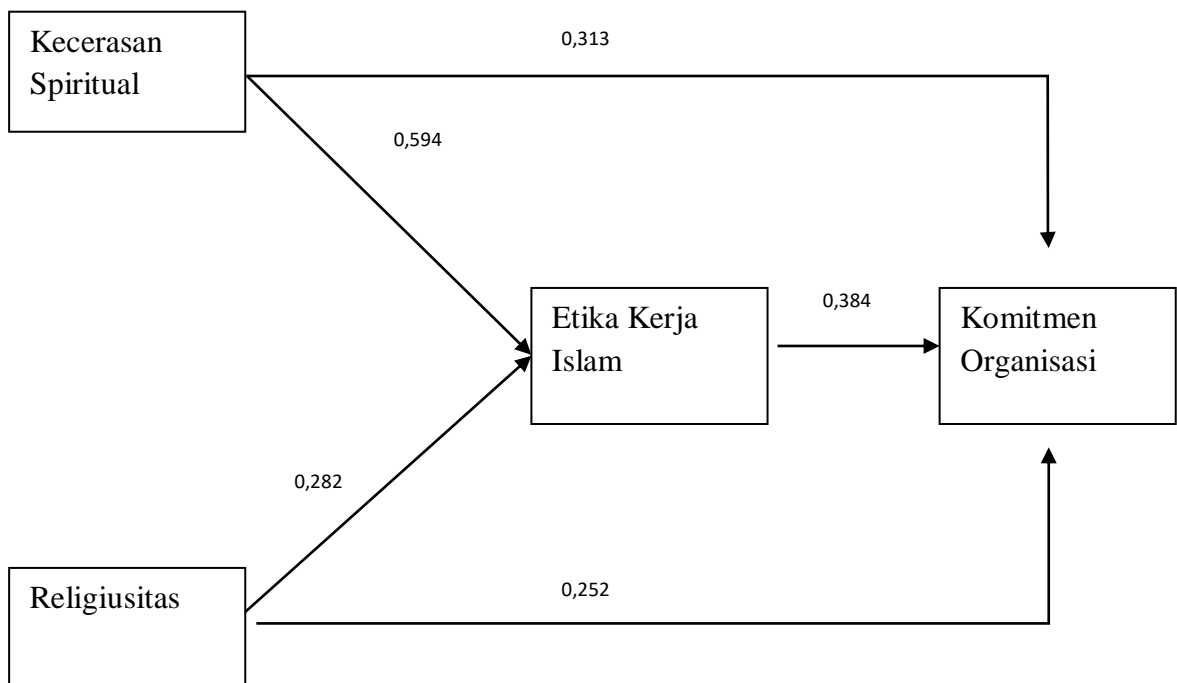 Kecerasan
Spiritual
0,313
0,594
Etika Kerja
Islam
0,384
Komitmen
Organisasi
0,282
Religiusitas
0,252